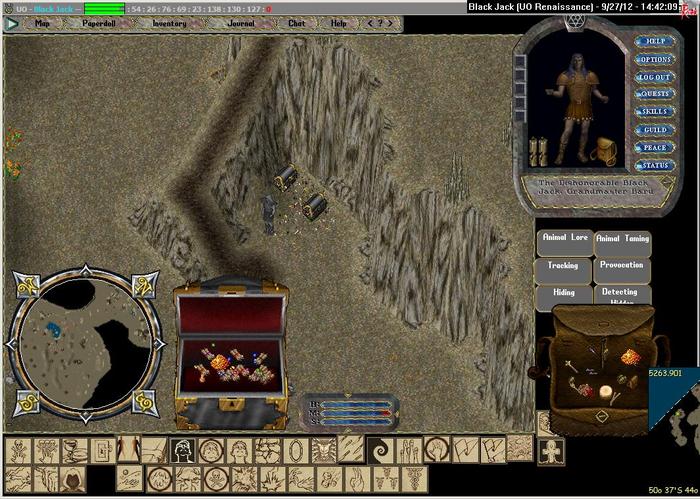 UO - Black Jack - : 54 : 26 : 76 : 69 : 23 : 138 : 130 : 127 : 0
Black Jack (UO Renaissance) - 9/27/12 - 14:42:09
Map Paperdoll Inventory Journal Chat Help < ? >
HELP
OPTIONS
LOG OUT
QUESTS
SKILLS
GUILD
PEACE
STATUS
The Dishonorable Black
Jack, Grandmaster Bard
Animal Lore Animal Taming
Tracking Provocation
Hiding Detecting
Hidden
5263.901
50o 37'S 44o